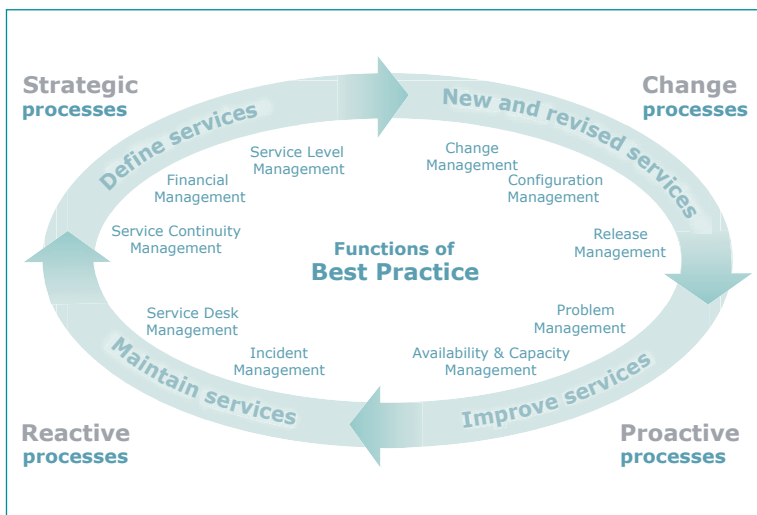 Strategic
processes
Change
processes
Define services
New and revised services
Service Level
Management
Financial
Management
Service Continuity
Management
Change
Management
Configuration
Management
Release
Management
Functions of
Best Practice
Service Desk
Management
Incident
Management
Problem
Management
Availability & Capacity
Management
Maintain services
Improve services
Reactive
processes
Proactive
processes